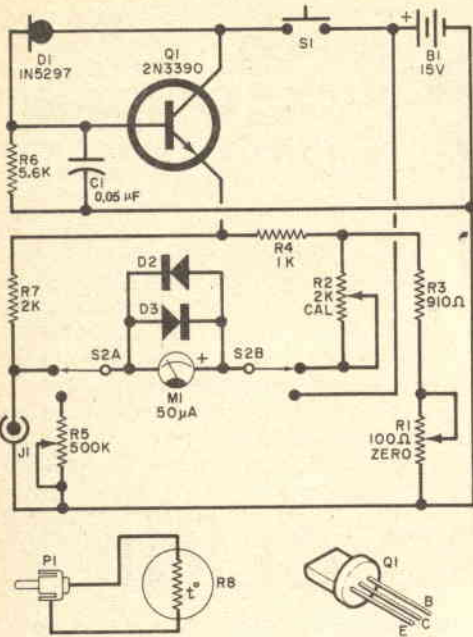 D1
1N5297
Q1
2N3390
S1
+
B1
15V
R6
5.6K
C1
0.05 µF
R4
1K
R7
2K
D2
D3
R2
2K
CAL
R3
910Ω
S2A
+
S2B
M1
50µA
J1
R5
500K
R1
100Ω
ZERO
P1
t°
R8
Q1
B
C
E